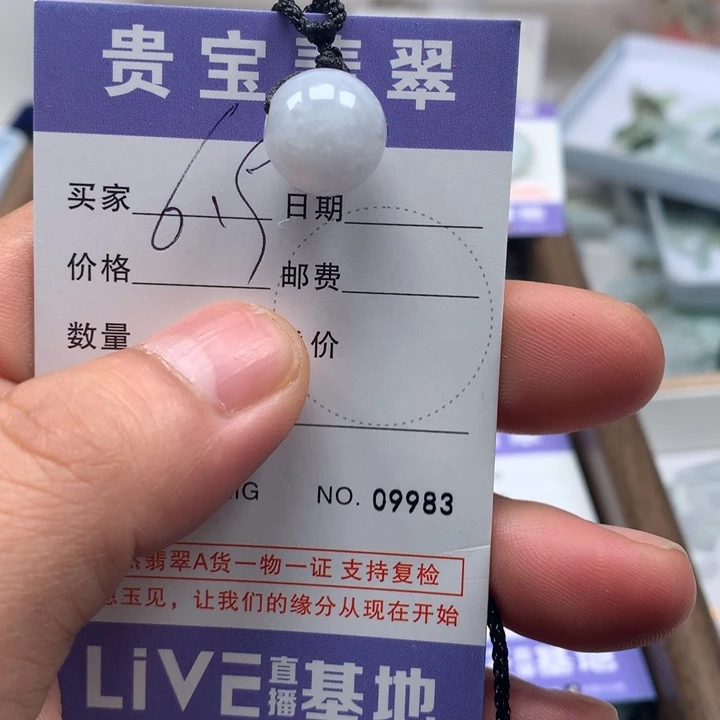 贵宝翡翠
买家 日期
6.5
价格 邮费
数量 价
NO. 09983
翡翠A货一物一证 支持复检
玉见，让我们的缘分从现在开始
LiVE直播基地